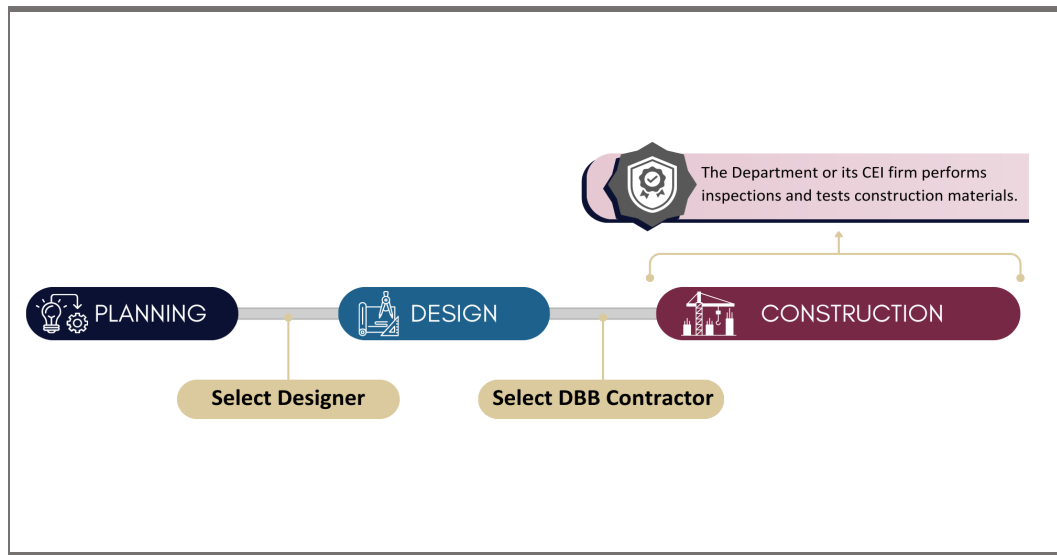 The Department or its CEI firm performs
inspections and tests construction materials.
PLANNING
DESIGN
CONSTRUCTION
Select Designer
Select DBB Contractor